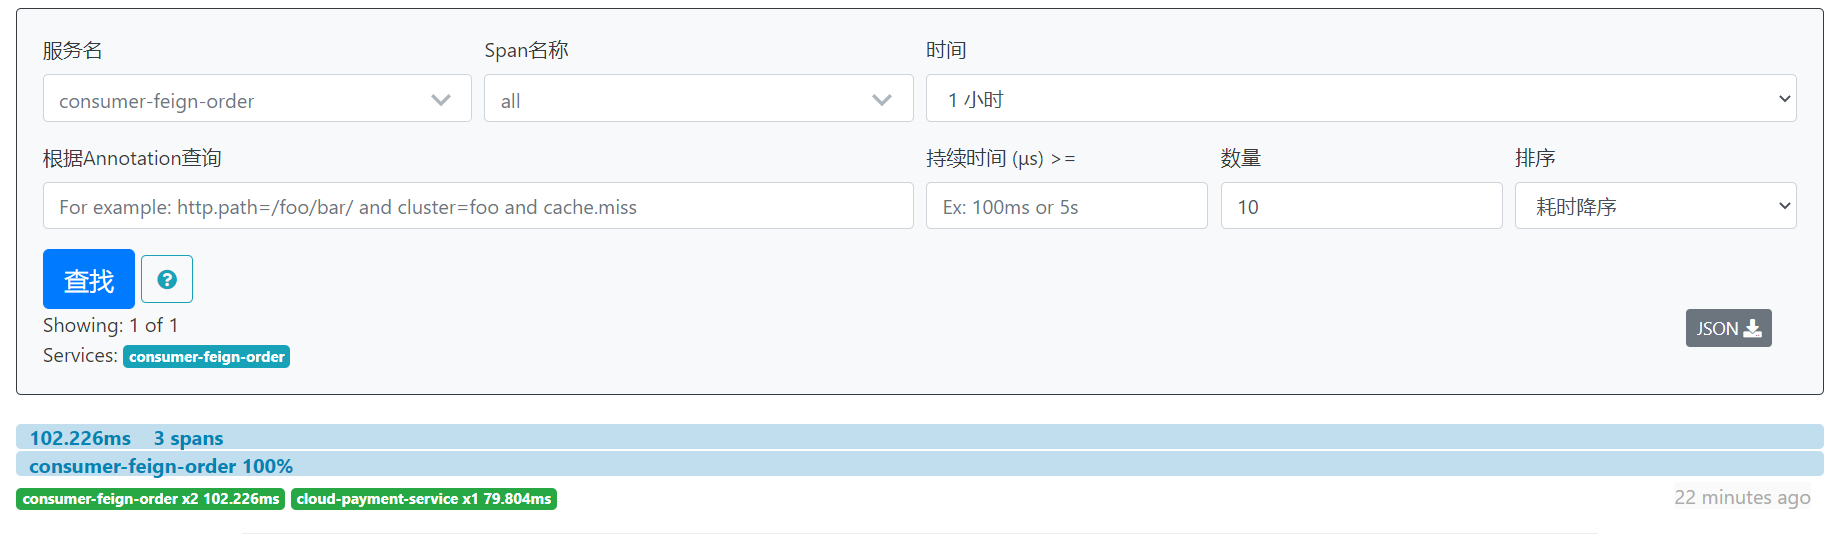 服务名 Span名称 时间
consumer-feign-order all 1 小时
根据Annotation查询 持续时间 (μs) >= 数量 排序
For example: http.path=/foo/bar/ and cluster=foo and cache.miss Ex: 100ms or 5s 10 耗时降序
查找
Showing: 1 of 1
JSON
Services: consumer-feign-order
102.226ms 3 spans
consumer-feign-order 100%
consumer-feign-order x2 102.226ms cloud-payment-service x1 79.804ms 22 minutes ago